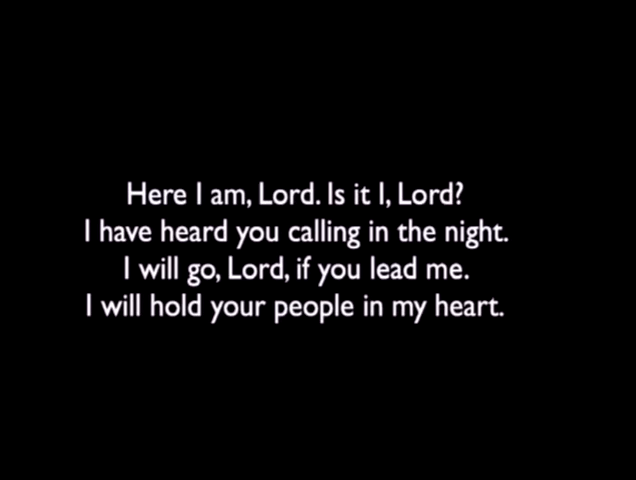 Here I am, Lord. Is it I, Lord?
I have heard you calling in the night.
I will go, Lord, if you lead me.
I will hold your people in my heart.